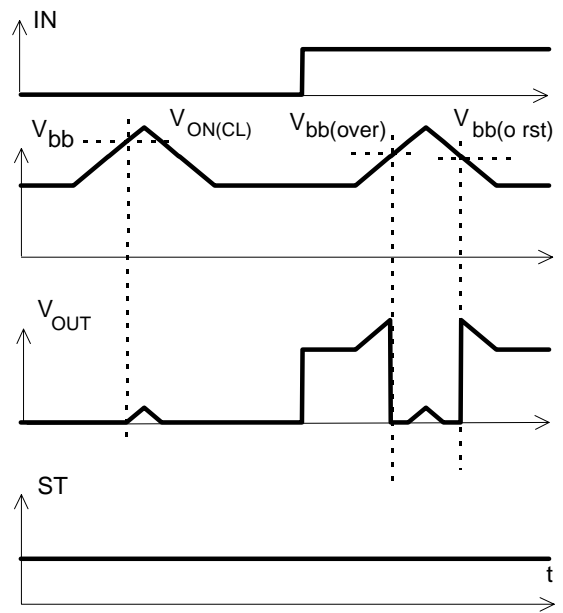 IN
Vbb
VON(CL)
Vbb(over)
Vbb(o rst)
VOUT
ST
t